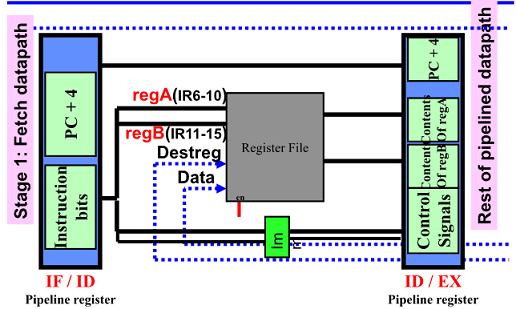 Stage 1: Fetch datapath
PC + 4
Instruction
bits
IF / ID
Pipeline register
regA(IR6-10)
regB(IR11-15)
Destreg
Data
Register File
en
Im
PC + 4
Contents
Of regA
Contents
Of regB
Control
Signals
ID / EX
Pipeline register
Rest of pipelined datapath